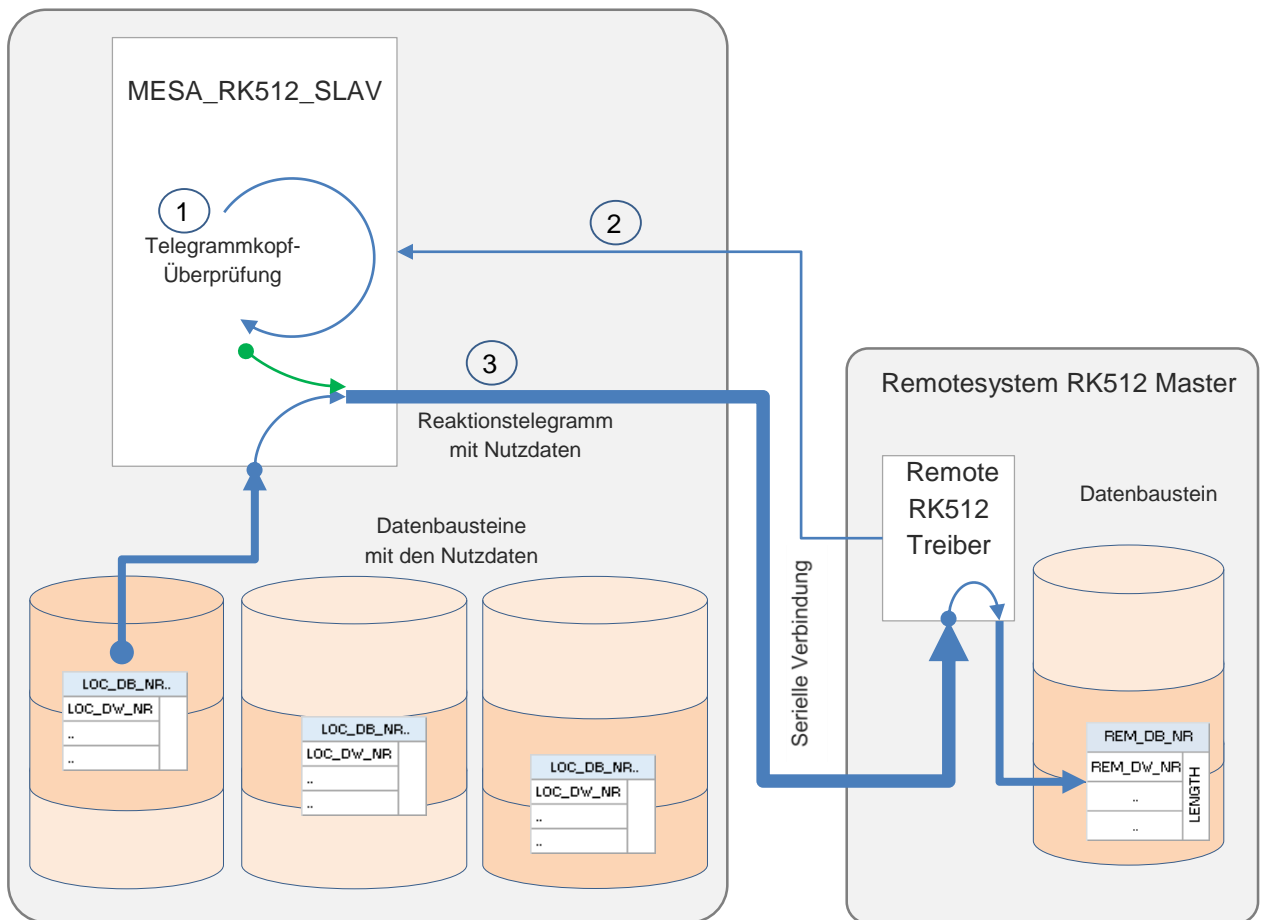 MESA_RK512_SLAV
1
Telegrammkopf-
Überprüfung
2
3
Reaktionstelegramm
mit Nutzdaten
Datenbausteine
mit den Nutzdaten
LOC_DB_NR..
LOC_DW_NR
..
..
LOC_DB_NR..
LOC_DW_NR
..
..
LOC_DB_NR..
LOC_DW_NR
..
..
Serielle Verbindung
Remotesystem RK512 Master
Remote
RK512
Treiber
Datenbaustein
REM_DB_NR
REM_DW_NR
..
..
LENGTH